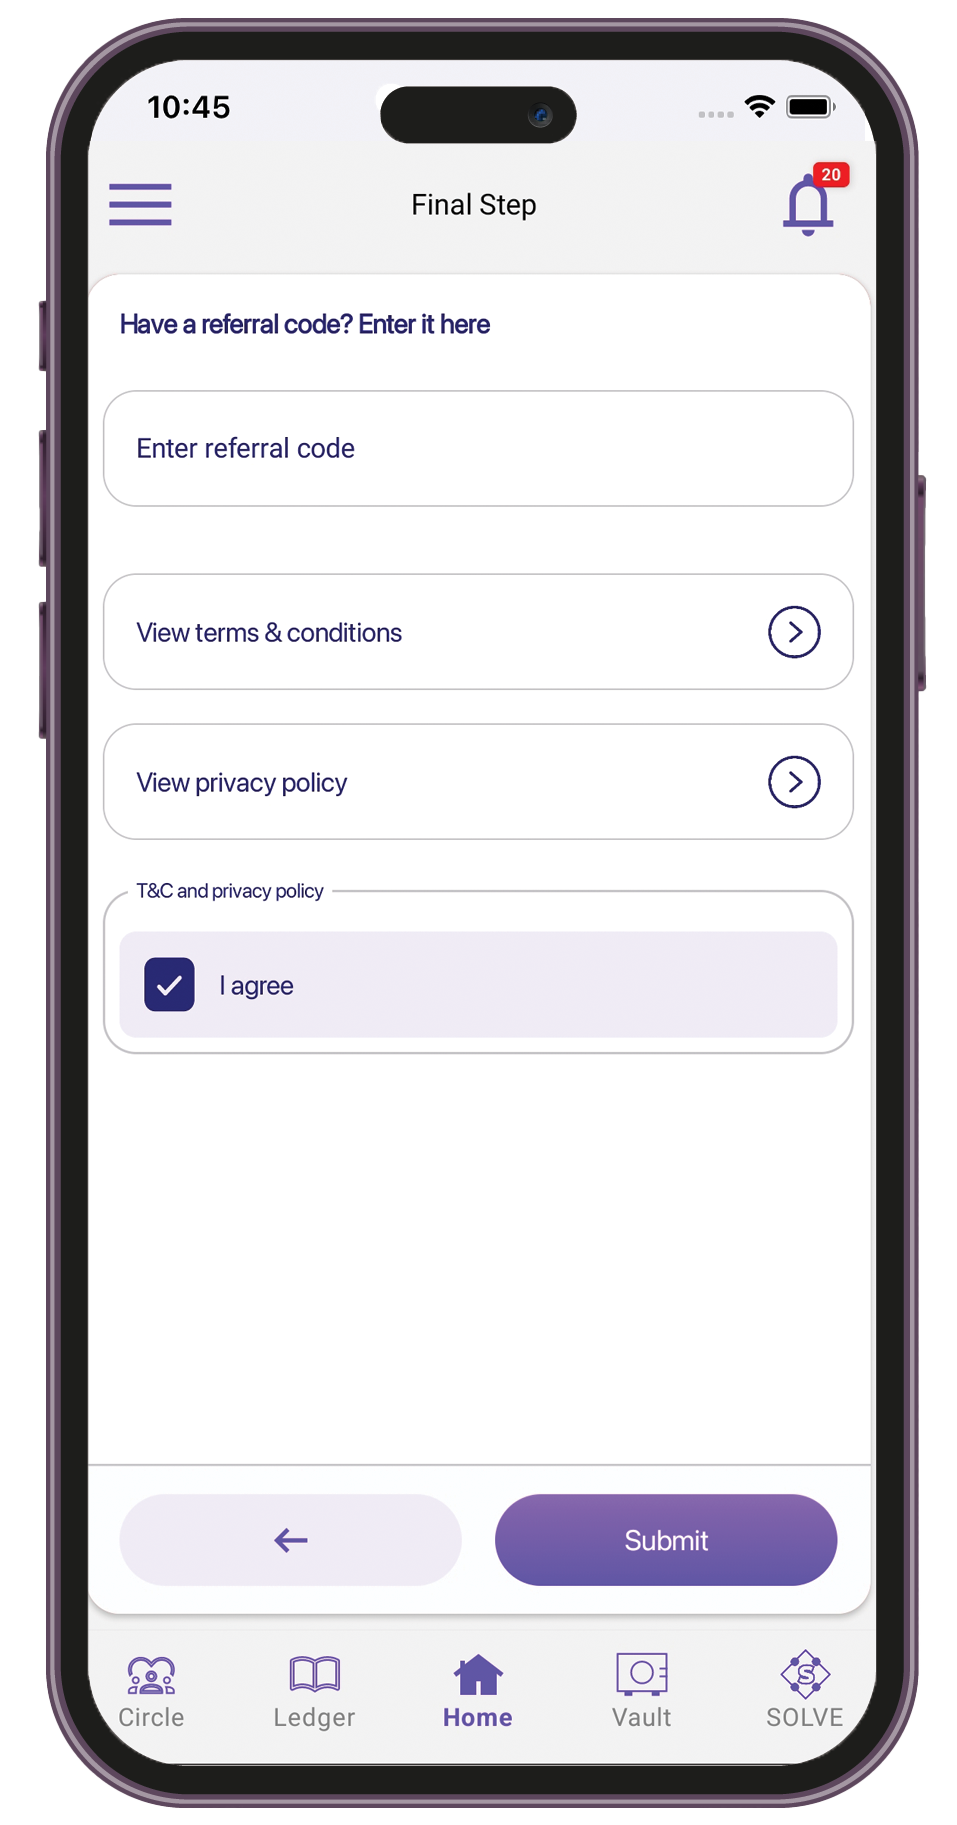 10:45
20
Final Step
Have a referral code? Enter it here
Enter referral code
View terms & conditions
View privacy policy
T&C and privacy policy
I agree
Submit
Circle
Ledger
Home
Vault
S
SOLVE